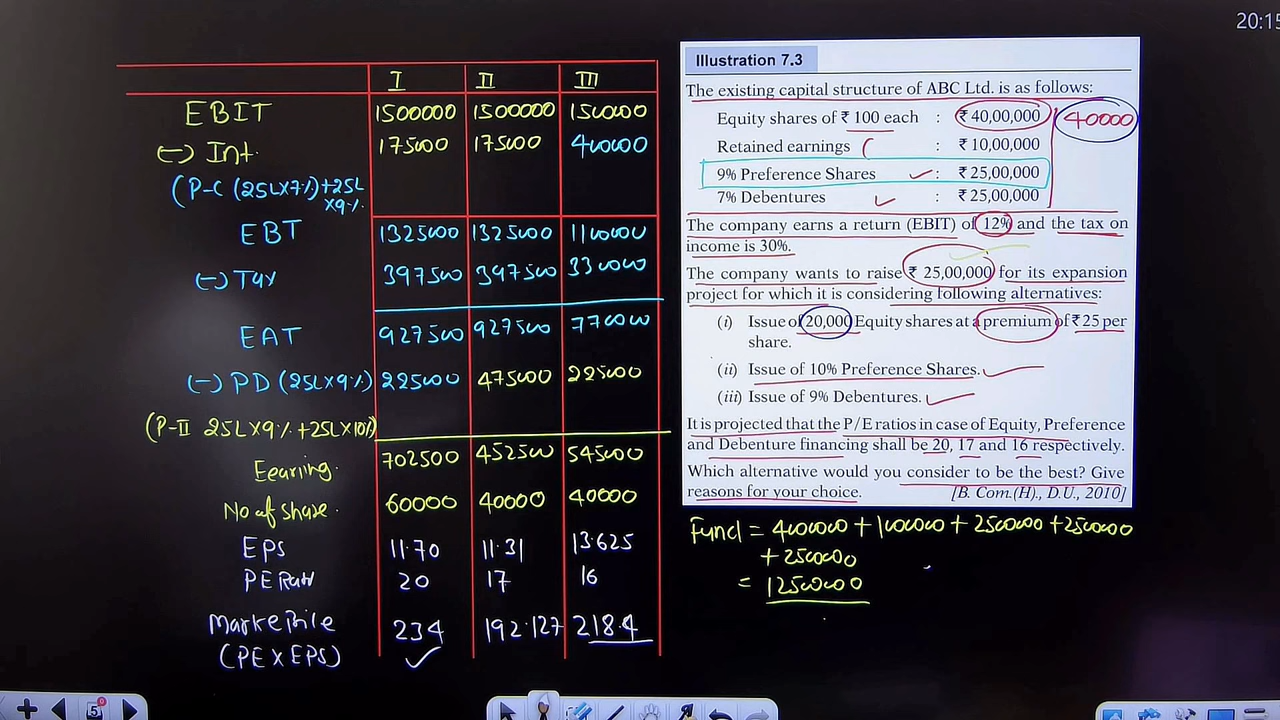 20:15
I II III
EBIT 1500000 1500000 1500000
(-) Int. 175000 175000 400000
(P-C (25L×7%)+25L
×9%
EBT 1325000 1325000 1100000
(-) Tax 397500 397500 330000
EAT 927500 927500 770000
(-) PD (25L×9%) 225000 475000 225000
(P-II 25L×9% +25L×10%)
Eearning. 702500 452500 545000
No of Share. 60000 40000 40000
EPS 11.70 11.31 13.625
PE Ratio 20 17 16
Market Price 234 192.127 218.4
(PE × EPS)
Illustration 7.3
The existing capital structure of ABC Ltd. is as follows:
Equity shares of ₹ 100 each : ₹ 40,00,000 40000
Retained earnings : ₹ 10,00,000
9% Preference Shares : ₹ 25,00,000
7% Debentures : ₹ 25,00,000
The company earns a return (EBIT) of 12% and the tax on
income is 30%.
The company wants to raise ₹ 25,00,000 for its expansion
project for which it is considering following alternatives:
(i) Issue of 20,000 Equity shares at a premium of ₹ 25 per
share.
(ii) Issue of 10% Preference Shares.
(iii) Issue of 9% Debentures.
It is projected that the P/E ratios in case of Equity, Preference
and Debenture financing shall be 20, 17 and 16 respectively.
Which alternative would you consider to be the best? Give
reasons for your choice. [B. Com.(H)., D.U., 2010]
Fund = 4000000 + 1000000 + 2500000 + 2500000
+ 2500000
= 12500000
5